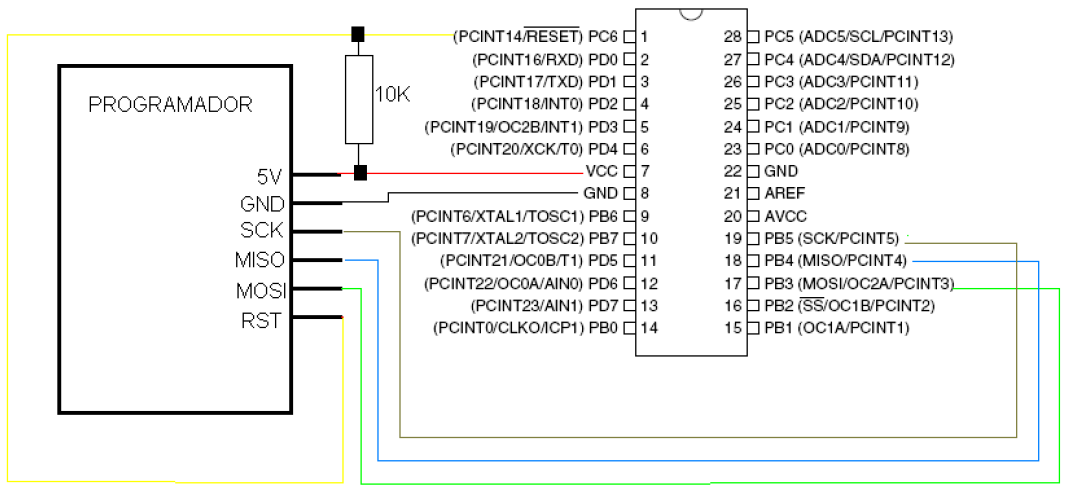 PROGRAMADOR
5V
GND
SCK
MISO
MOSI
RST
10K
(PCINT14/RESET) PC6 1
(PCINT16/RXD) PD0 2
(PCINT17/TXD) PD1 3
(PCINT18/INT0) PD2 4
(PCINT19/OC2B/INT1) PD3 5
(PCINT20/XCK/T0) PD4 6
VCC 7
GND 8
(PCINT6/XTAL1/TOSC1) PB6 9
(PCINT7/XTAL2/TOSC2) PB7 10
(PCINT21/OC0B/T1) PD5 11
(PCINT22/OC0A/AIN0) PD6 12
(PCINT23/AIN1) PD7 13
(PCINT0/CLKO/ICP1) PB0 14
28 PC5 (ADC5/SCL/PCINT13)
27 PC4 (ADC4/SDA/PCINT12)
26 PC3 (ADC3/PCINT11)
25 PC2 (ADC2/PCINT10)
24 PC1 (ADC1/PCINT9)
23 PC0 (ADC0/PCINT8)
22 GND
21 AREF
20 AVCC
19 PB5 (SCK/PCINT5)
18 PB4 (MISO/PCINT4)
17 PB3 (MOSI/OC2A/PCINT3)
16 PB2 (SS/OC1B/PCINT2)
15 PB1 (OC1A/PCINT1)